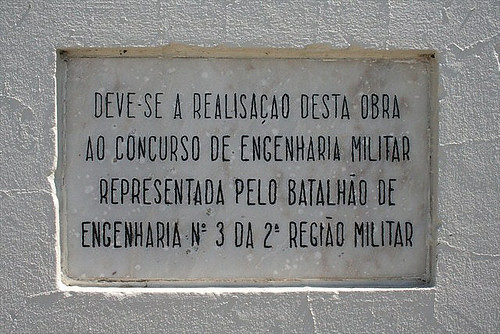 DEVE-SE A REALISAÇAO DESTA OBRA
AO CONCURSO DE ENGENHARIA MILITAR
REPRESENTADA PELO BATALHÃO DE
ENGENHARIA Nº 3 DA 2ª REGIÃO MILITAR